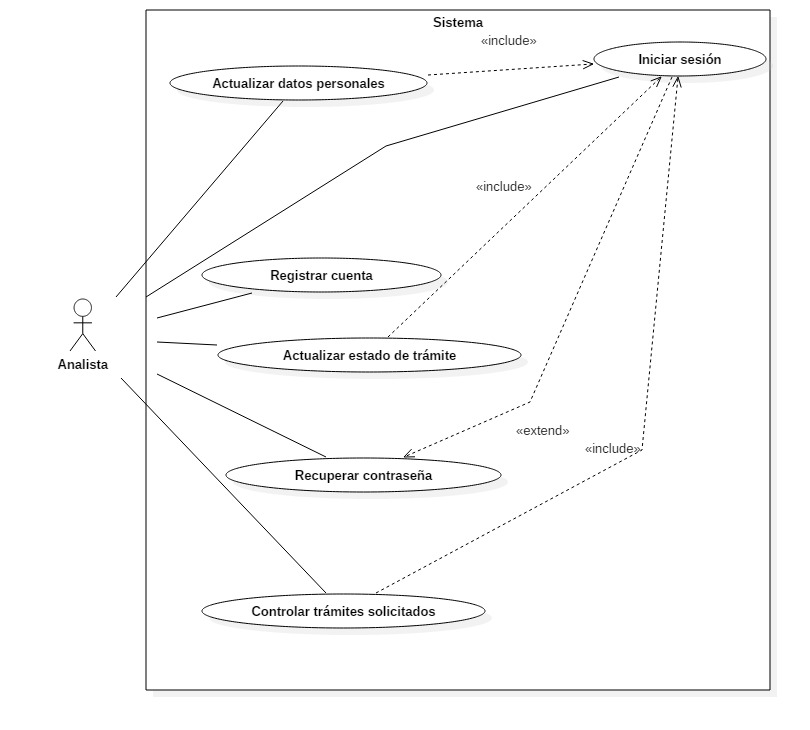 Sistema
«include»
Iniciar sesión
Actualizar datos personales
«include»
Registrar cuenta
Actualizar estado de trámite
Analista
«extend»
«include»
Recuperar contraseña
Controlar trámites solicitados